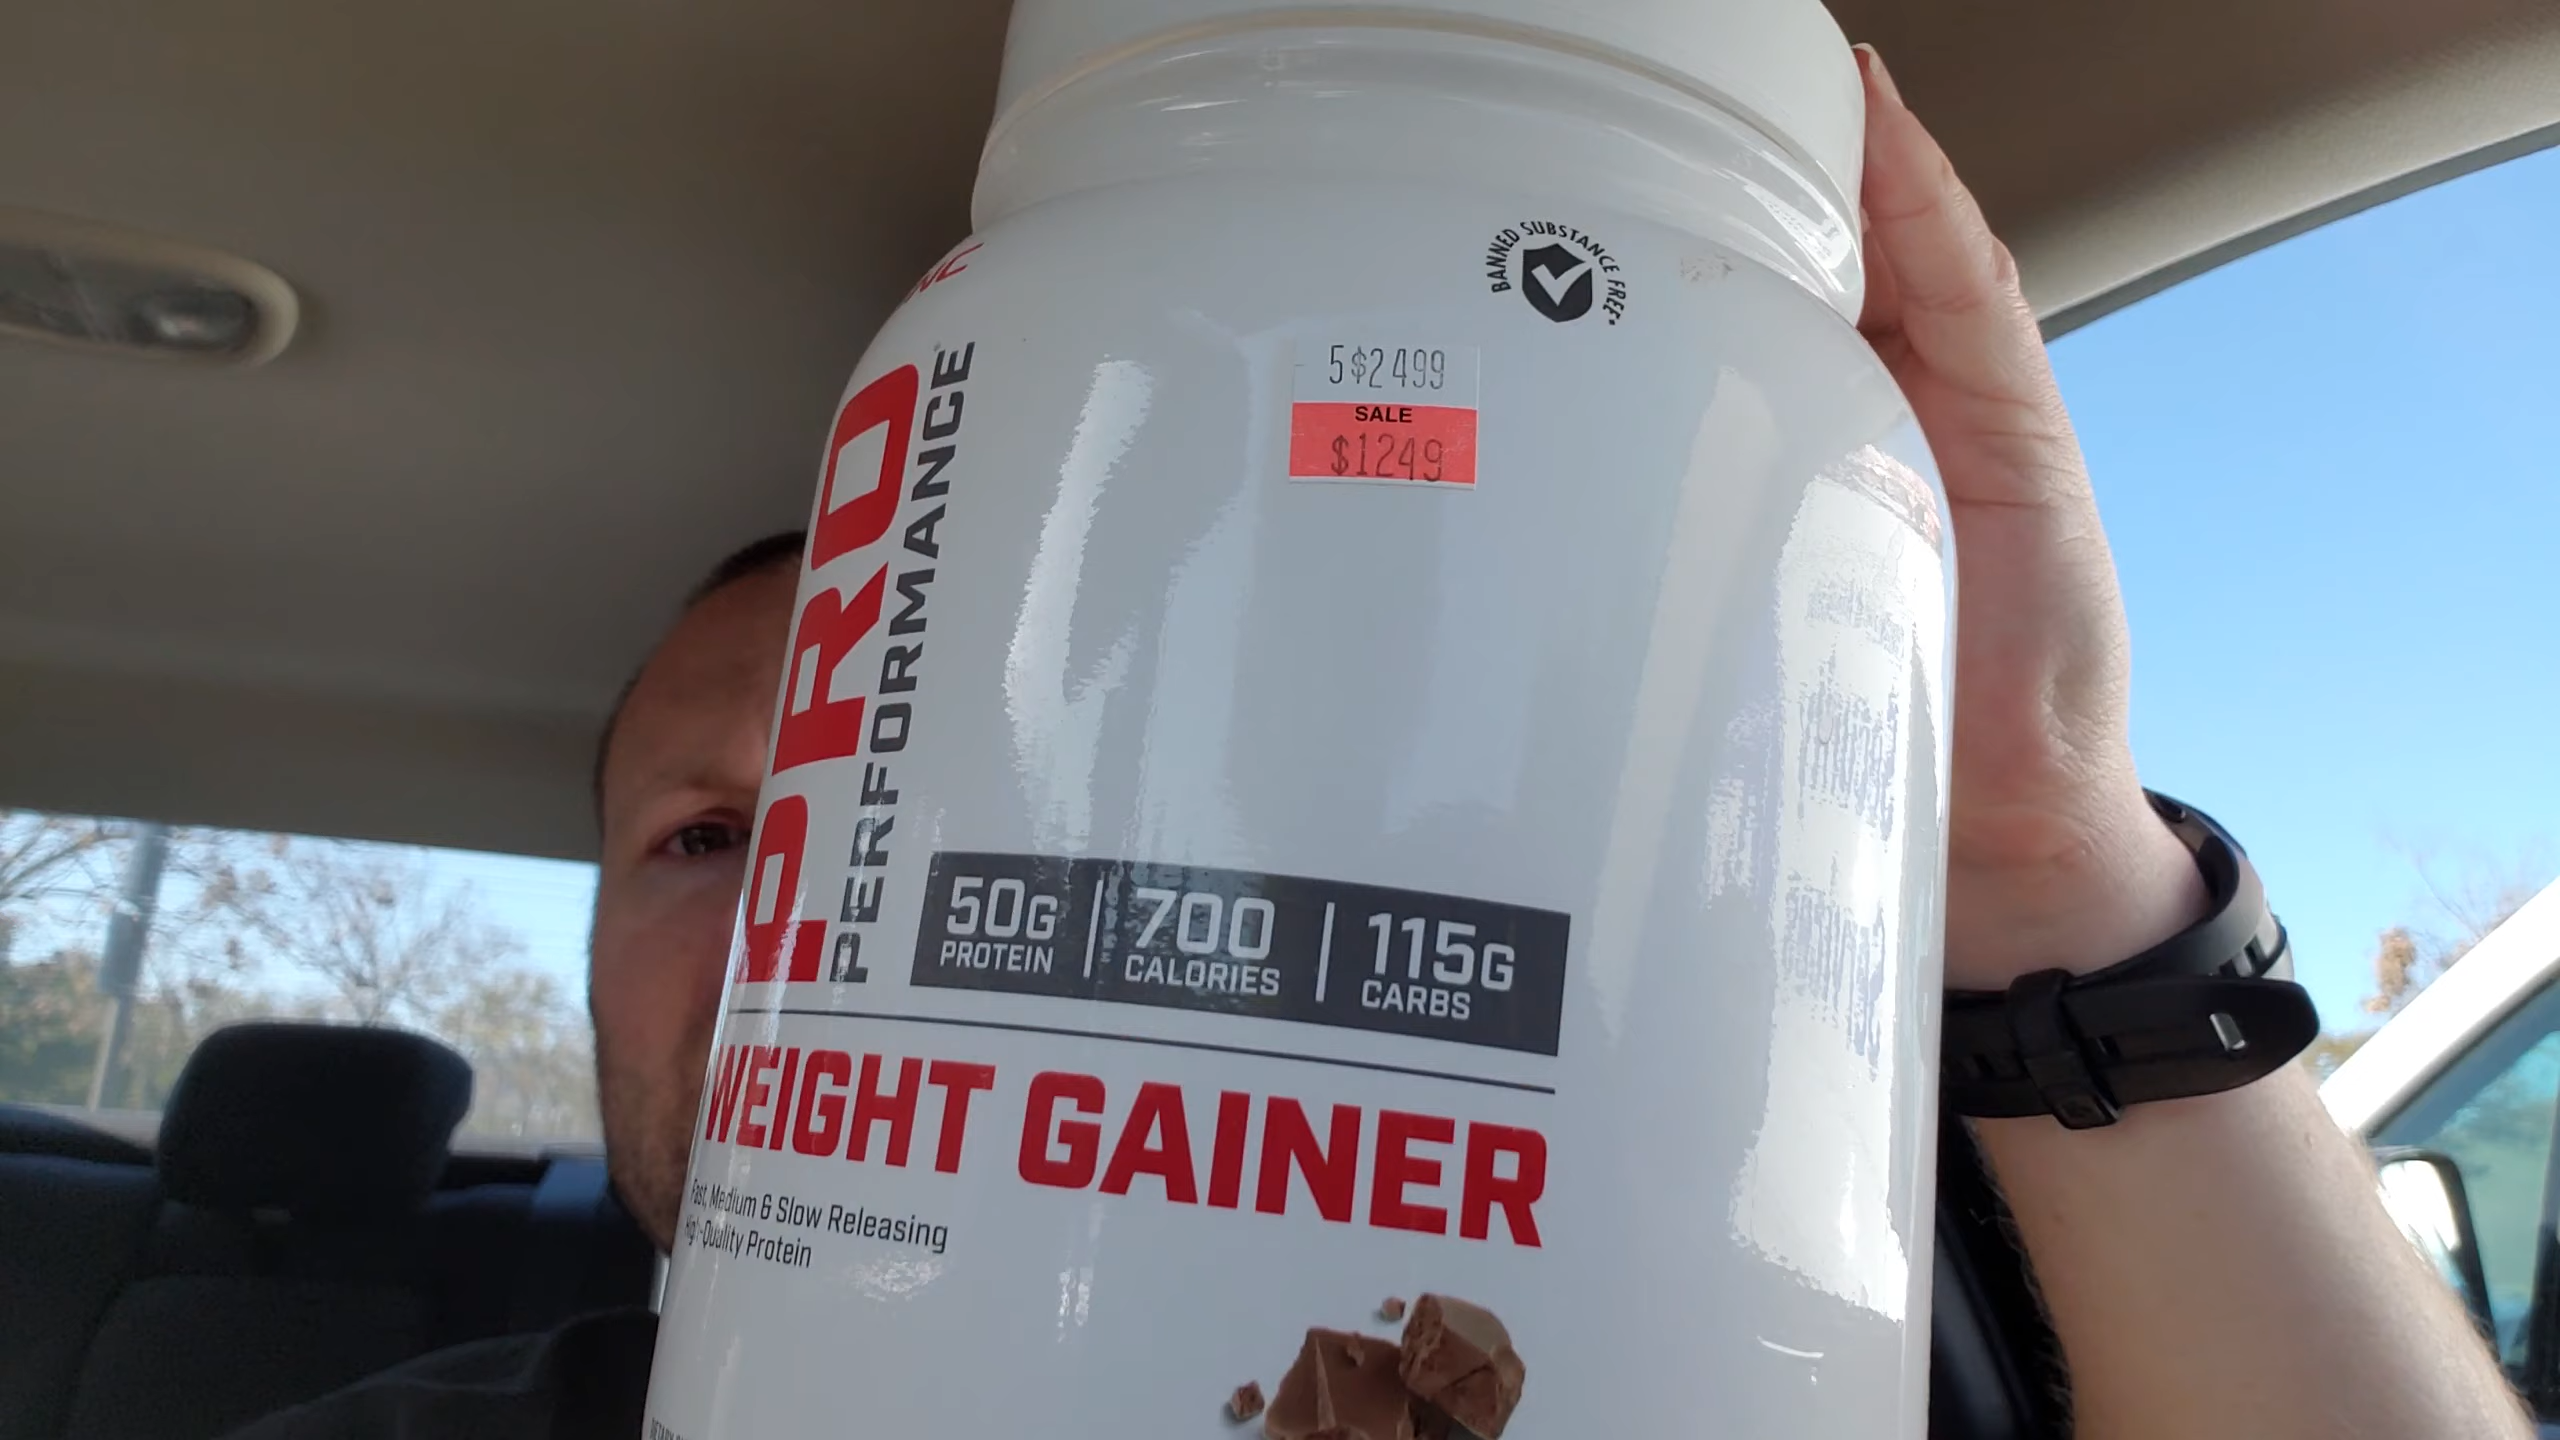 BANNED SUBSTANCE FREE*
5$2499
SALE
$1249
PRO
PERFORMANCE
50G PROTEIN | 700 CALORIES | 115G CARBS
WEIGHT GAINER
Fast, Medium & Slow Releasing
High-Quality Protein